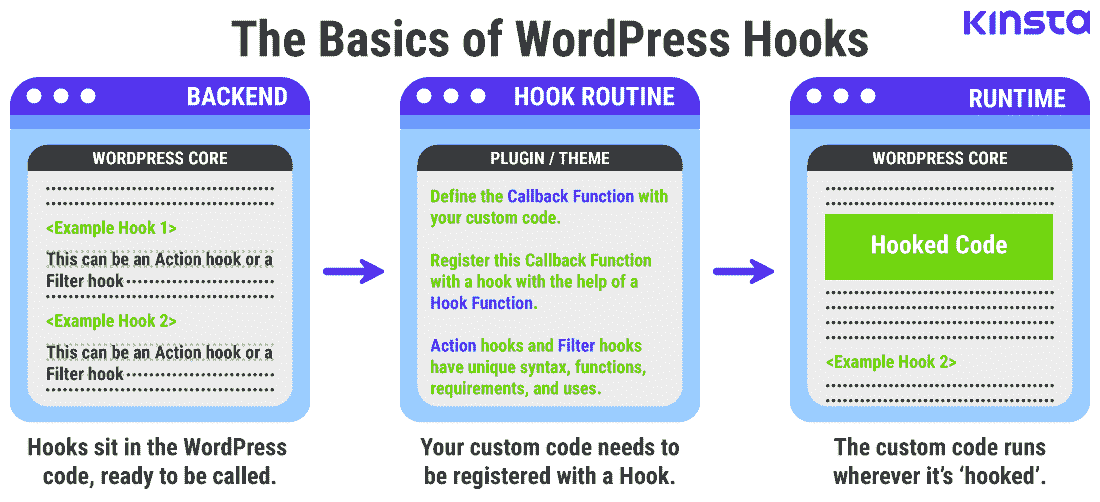 The Basics of WordPress Hooks
KINSTA
BACKEND
WORDPRESS CORE
<Example Hook 1>
This can be an Action hook or a
Filter hook
<Example Hook 2>
This can be an Action hook or a
Filter hook
Hooks sit in the WordPress
code, ready to be called.
HOOK ROUTINE
PLUGIN / THEME
Define the Callback Function with
your custom code.
Register this Callback Function
with a hook with the help of a
Hook Function.
Action hooks and Filter hooks
have unique syntax, functions,
requirements, and uses.
Your custom code needs to
be registered with a Hook.
RUNTIME
WORDPRESS CORE
Hooked Code
<Example Hook 2>
The custom code runs
wherever it’s ‘hooked’.